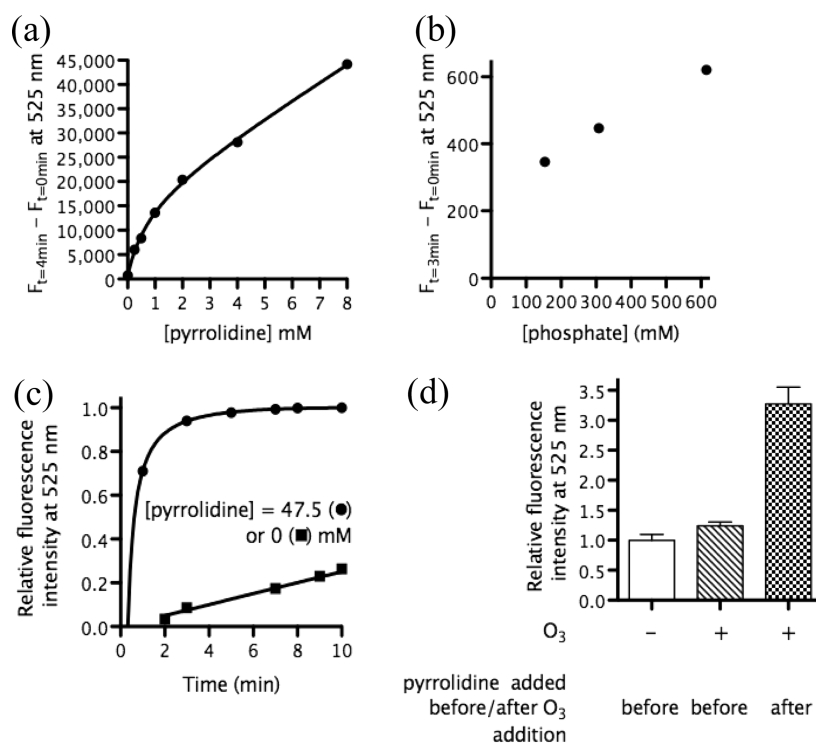 (a)
45,000
40,000
35,000
30,000
25,000
20,000
15,000
10,000
5,000
0
F t=4min − F t=0min at 525 nm
0 1 2 3 4 5 6 7 8
[pyrrolidine] mM
(b)
600
400
200
0
F t=3min − F t=0min at 525 nm
0 100 200 300 400 500 600
[phosphate] (mM)
(c)
1.0
0.8
0.6
0.4
0.2
0.0
Relative fluorescence
intensity at 525 nm
[pyrrolidine] = 47.5 (●)
or 0 (■) mM
0 2 4 6 8 10
Time (min)
(d)
3.5
3.0
2.5
2.0
1.5
1.0
0.5
0.0
Relative fluorescence
intensity at 525 nm
O3 − + +
pyrrolidine added
before/after O3 before before after
addition